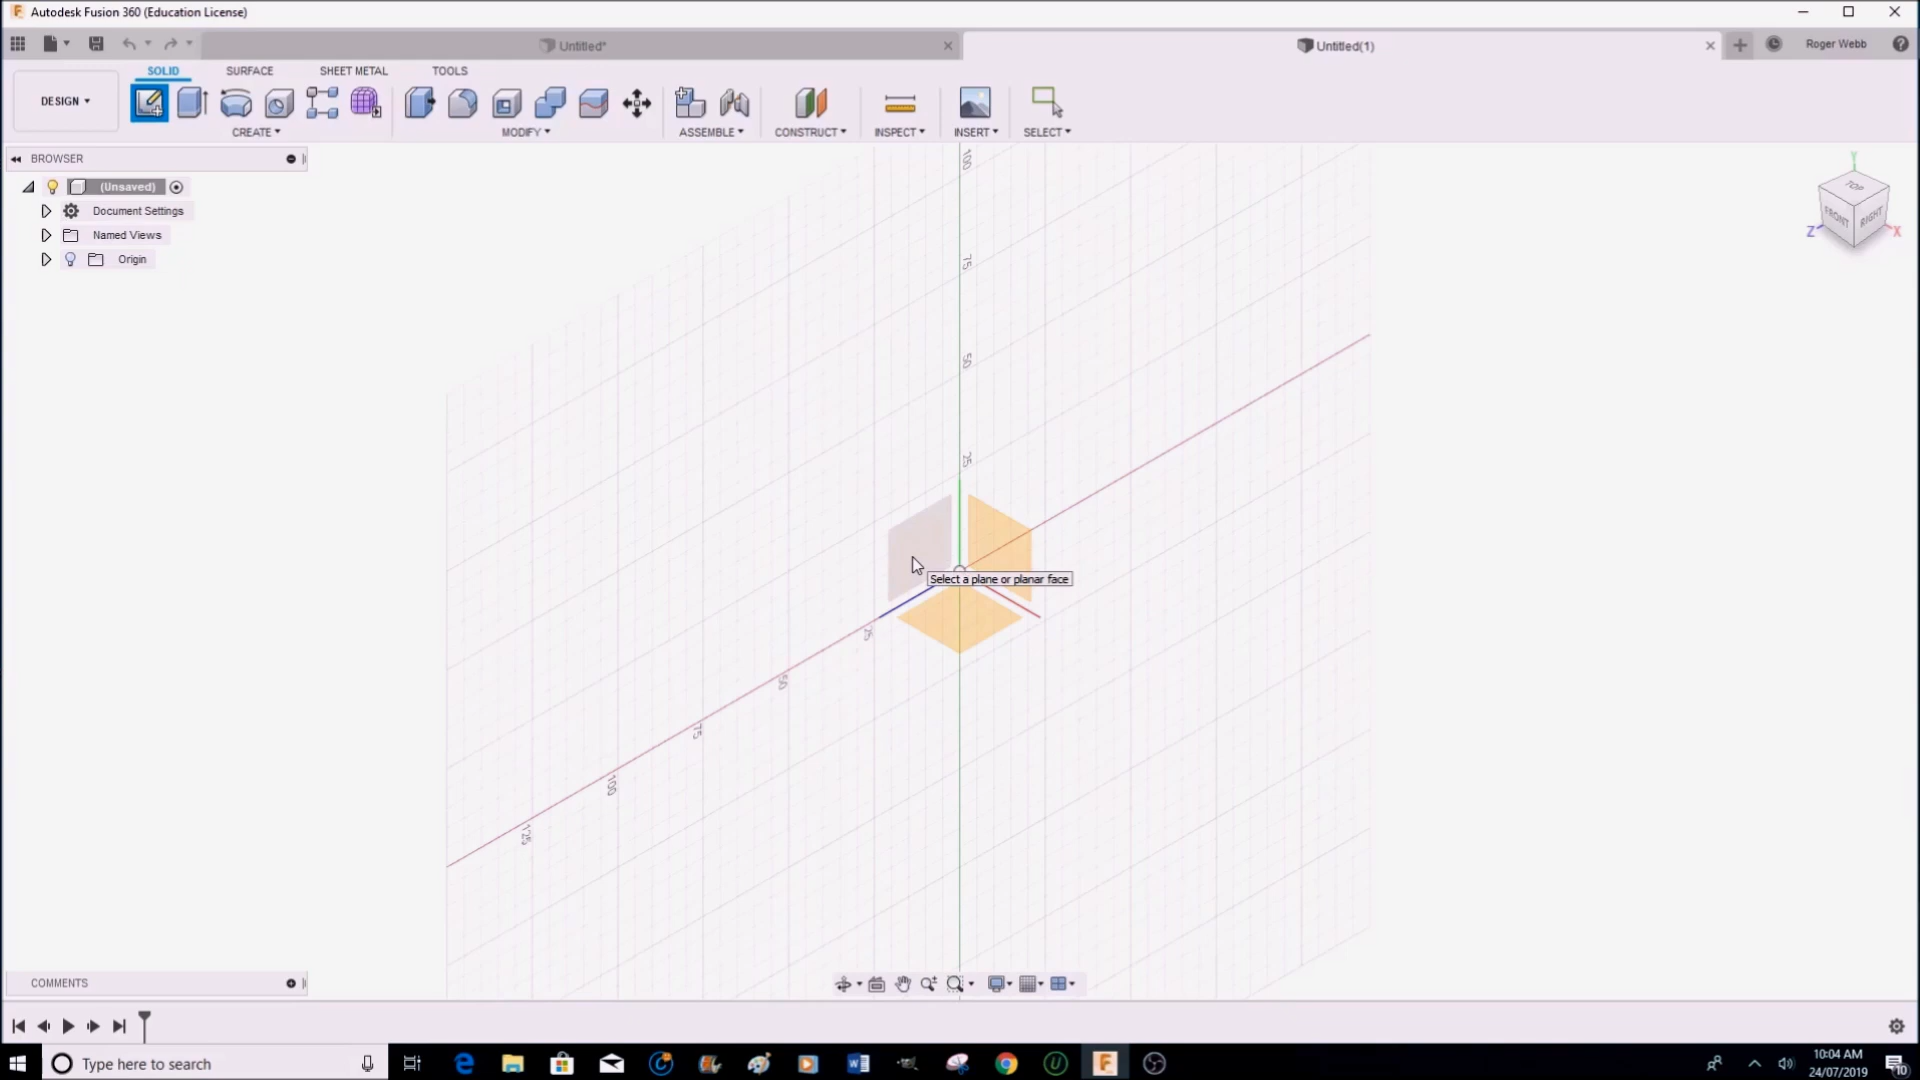 Autodesk Fusion 360 (Education License)
Untitled*
Untitled(1)
Roger Webb
DESIGN
SOLID
SURFACE
SHEET METAL
TOOLS
CREATE
MODIFY
ASSEMBLE
CONSTRUCT
INSPECT
INSERT
SELECT
BROWSER
(Unsaved)
Document Settings
Named Views
Origin
TOP
FRONT
RIGHT
Y
Z
X
100
75
50
25
Select a plane or planar face
25
50
75
100
125
COMMENTS
Type here to search
10:04 AM
24/07/2019
10